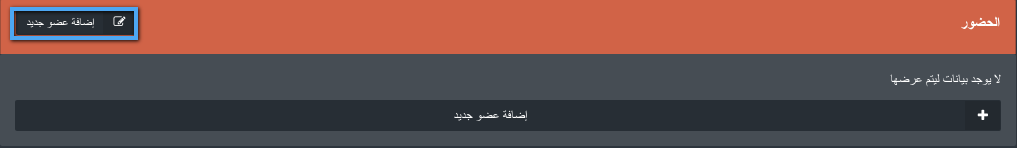 الحضور
إضافة عضو جديد
لا يوجد بيانات ليتم عرضها
إضافة عضو جديد